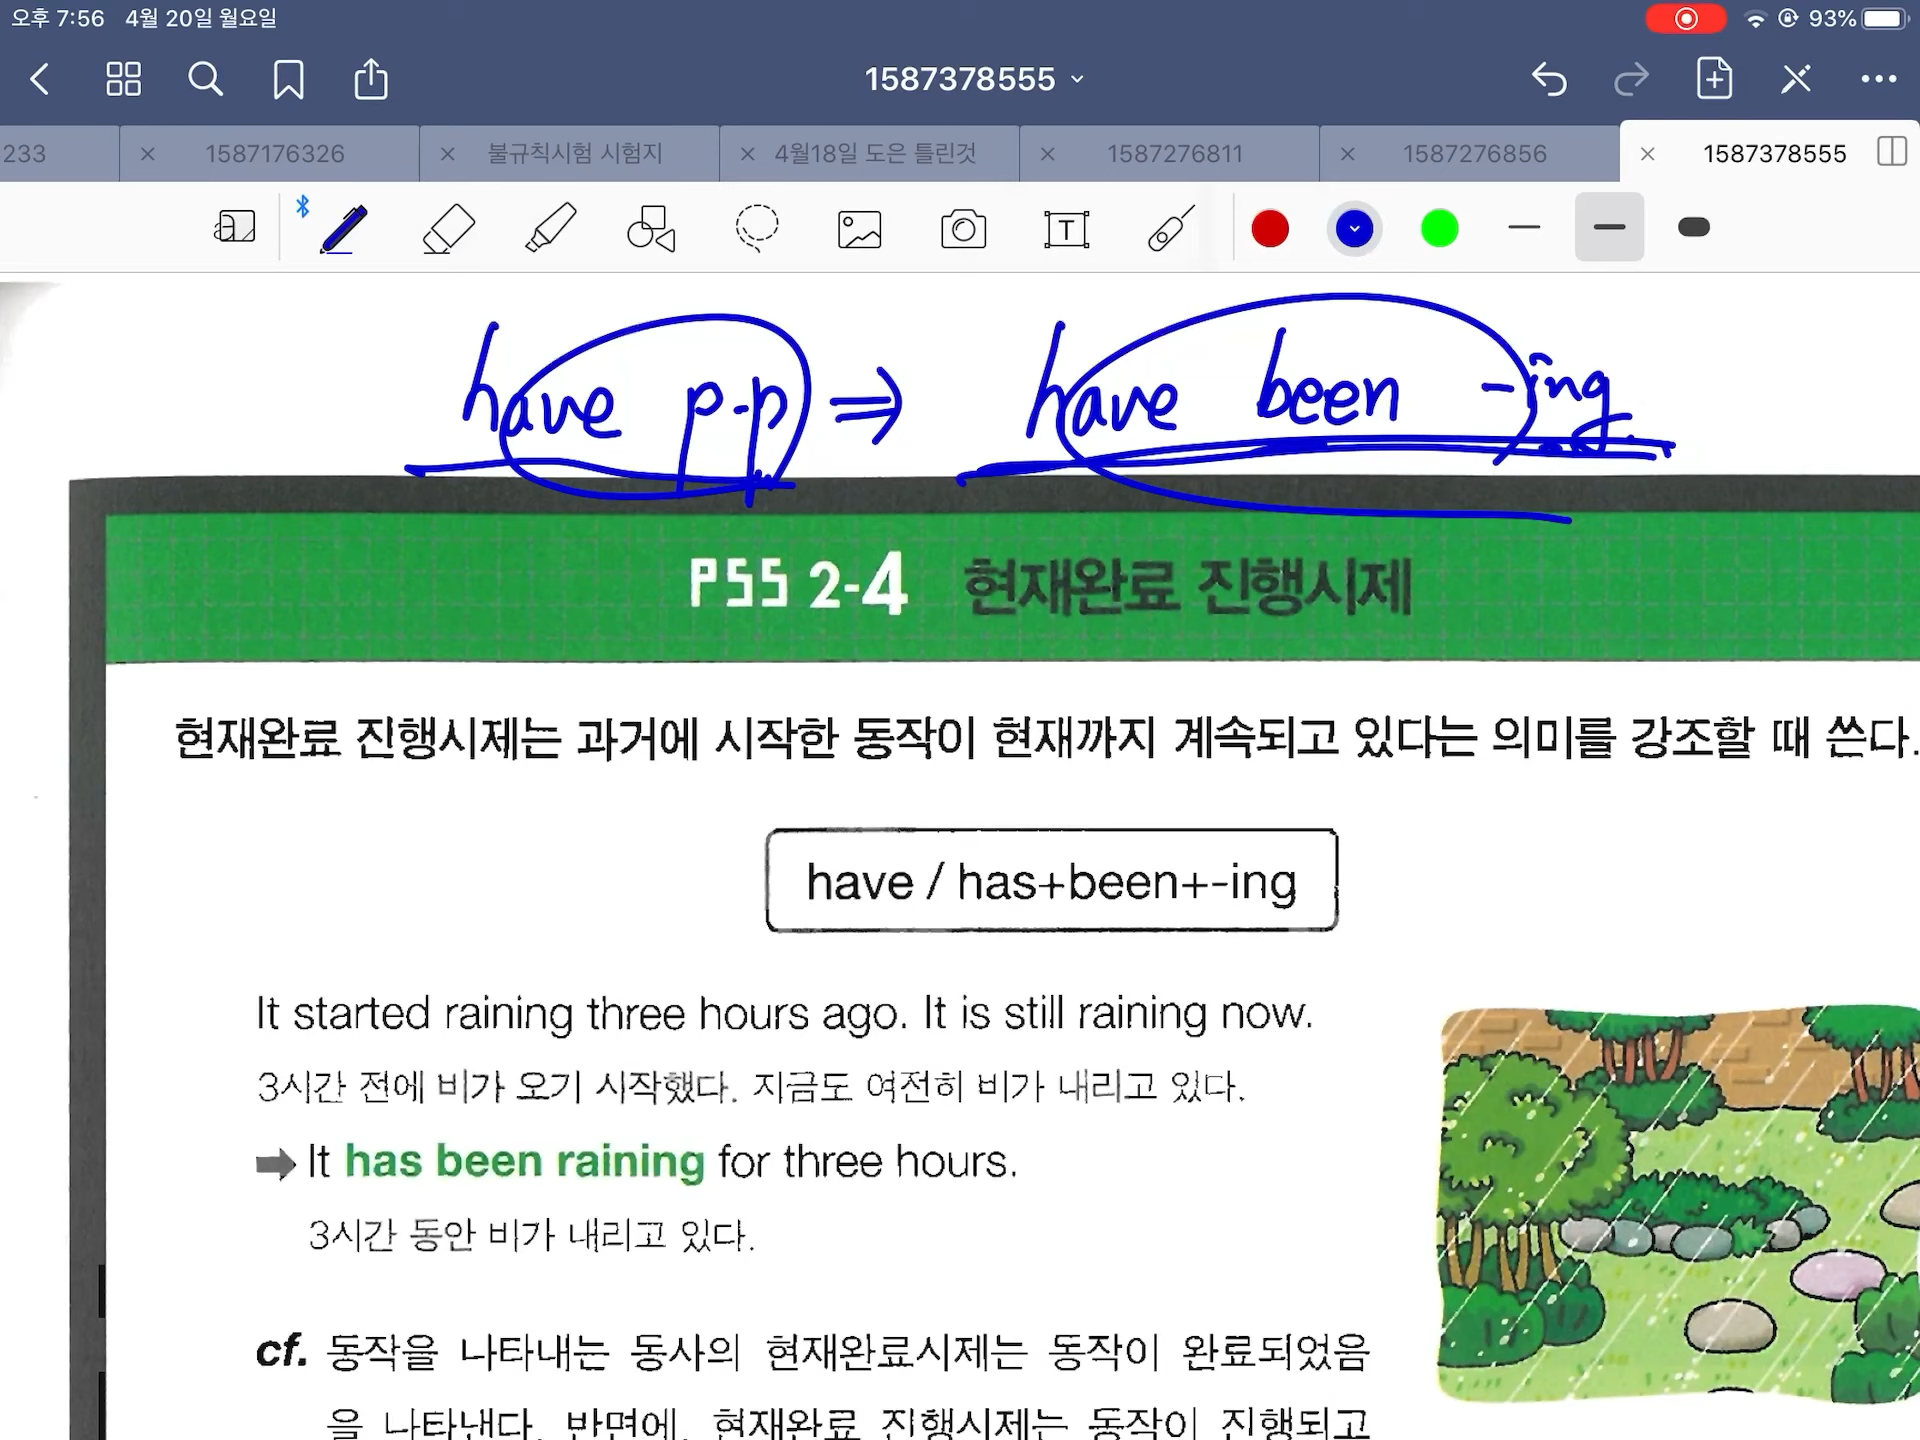 오후 7:56 4월 20일 월요일 93%
1587378555
233 1587176326 불규칙시험 시험지 4월18일 도은 틀린것 1587276811 1587276856 1587378555
have p.p ⇒ have been -ing
PSS 2-4 현재완료 진행시제
현재완료 진행시제는 과거에 시작한 동작이 현재까지 계속되고 있다는 의미를 강조할 때 쓴다.
have / has+been+-ing
It started raining three hours ago. It is still raining now.
3시간 전에 비가 오기 시작했다. 지금도 여전히 비가 내리고 있다.
➡ It has been raining for three hours.
3시간 동안 비가 내리고 있다.
cf. 동작을 나타내는 동사의 현재완료시제는 동작이 완료되었음
을 나타낸다. 반면에, 현재완료 진행시제는 동작이 진행되고